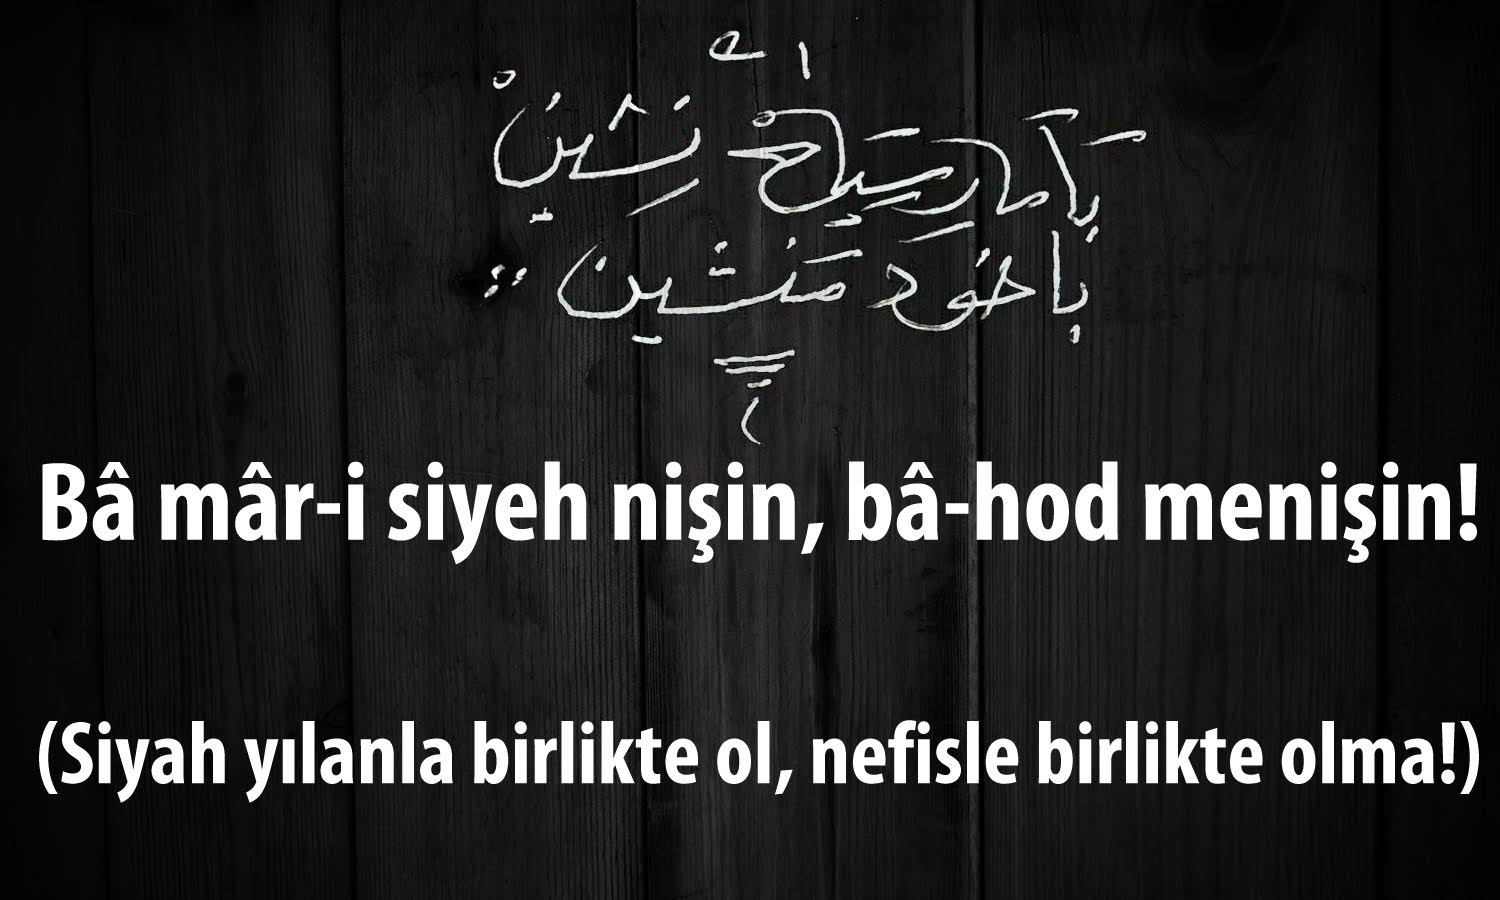 با مار سیه نشین
با خود منشین
Bâ mâr-i siyeh nişin, bâ-hod menişin!
(Siyah yılanla birlikte ol, nefisle birlikte olma!)